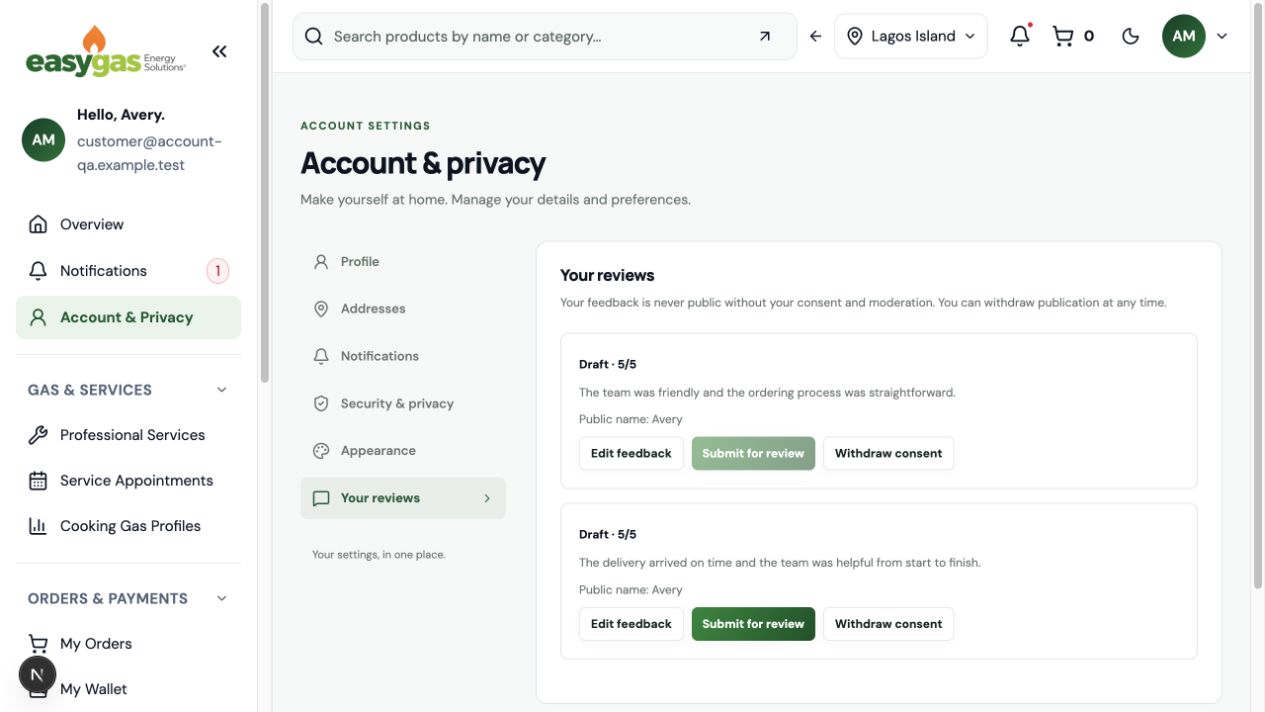 easygas Energy Solutions
Search products by name or category...
Lagos Island
0
AM
AM
Hello, Avery.
customer@account-
qa.example.test
Overview
Notifications
1
Account & Privacy
GAS & SERVICES
Professional Services
Service Appointments
Cooking Gas Profiles
ORDERS & PAYMENTS
My Orders
N
My Wallet
ACCOUNT SETTINGS
Account & privacy
Make yourself at home. Manage your details and preferences.
Profile
Addresses
Notifications
Security & privacy
Appearance
Your reviews
Your settings, in one place.
Your reviews
Your feedback is never public without your consent and moderation. You can withdraw publication at any time.
Draft · 5/5
The team was friendly and the ordering process was straightforward.
Public name: Avery
Edit feedback
Submit for review
Withdraw consent
Draft · 5/5
The delivery arrived on time and the team was helpful from start to finish.
Public name: Avery
Edit feedback
Submit for review
Withdraw consent